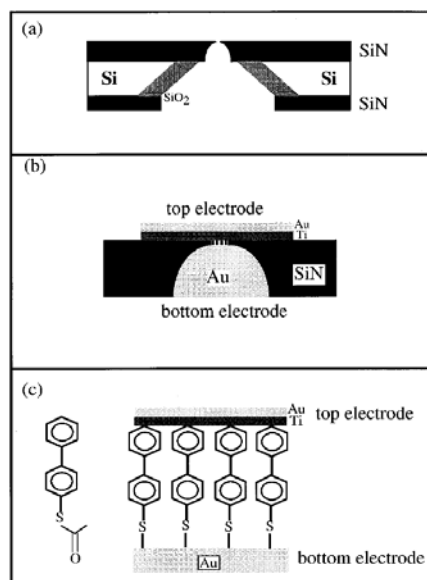 (a)
SiN
Si
Si
SiO2
SiN
(b)
top electrode
Au
Ti
Au
SiN
bottom electrode
(c)
Au
top electrode
Ti
S
O
S
S
S
S
Au
bottom electrode